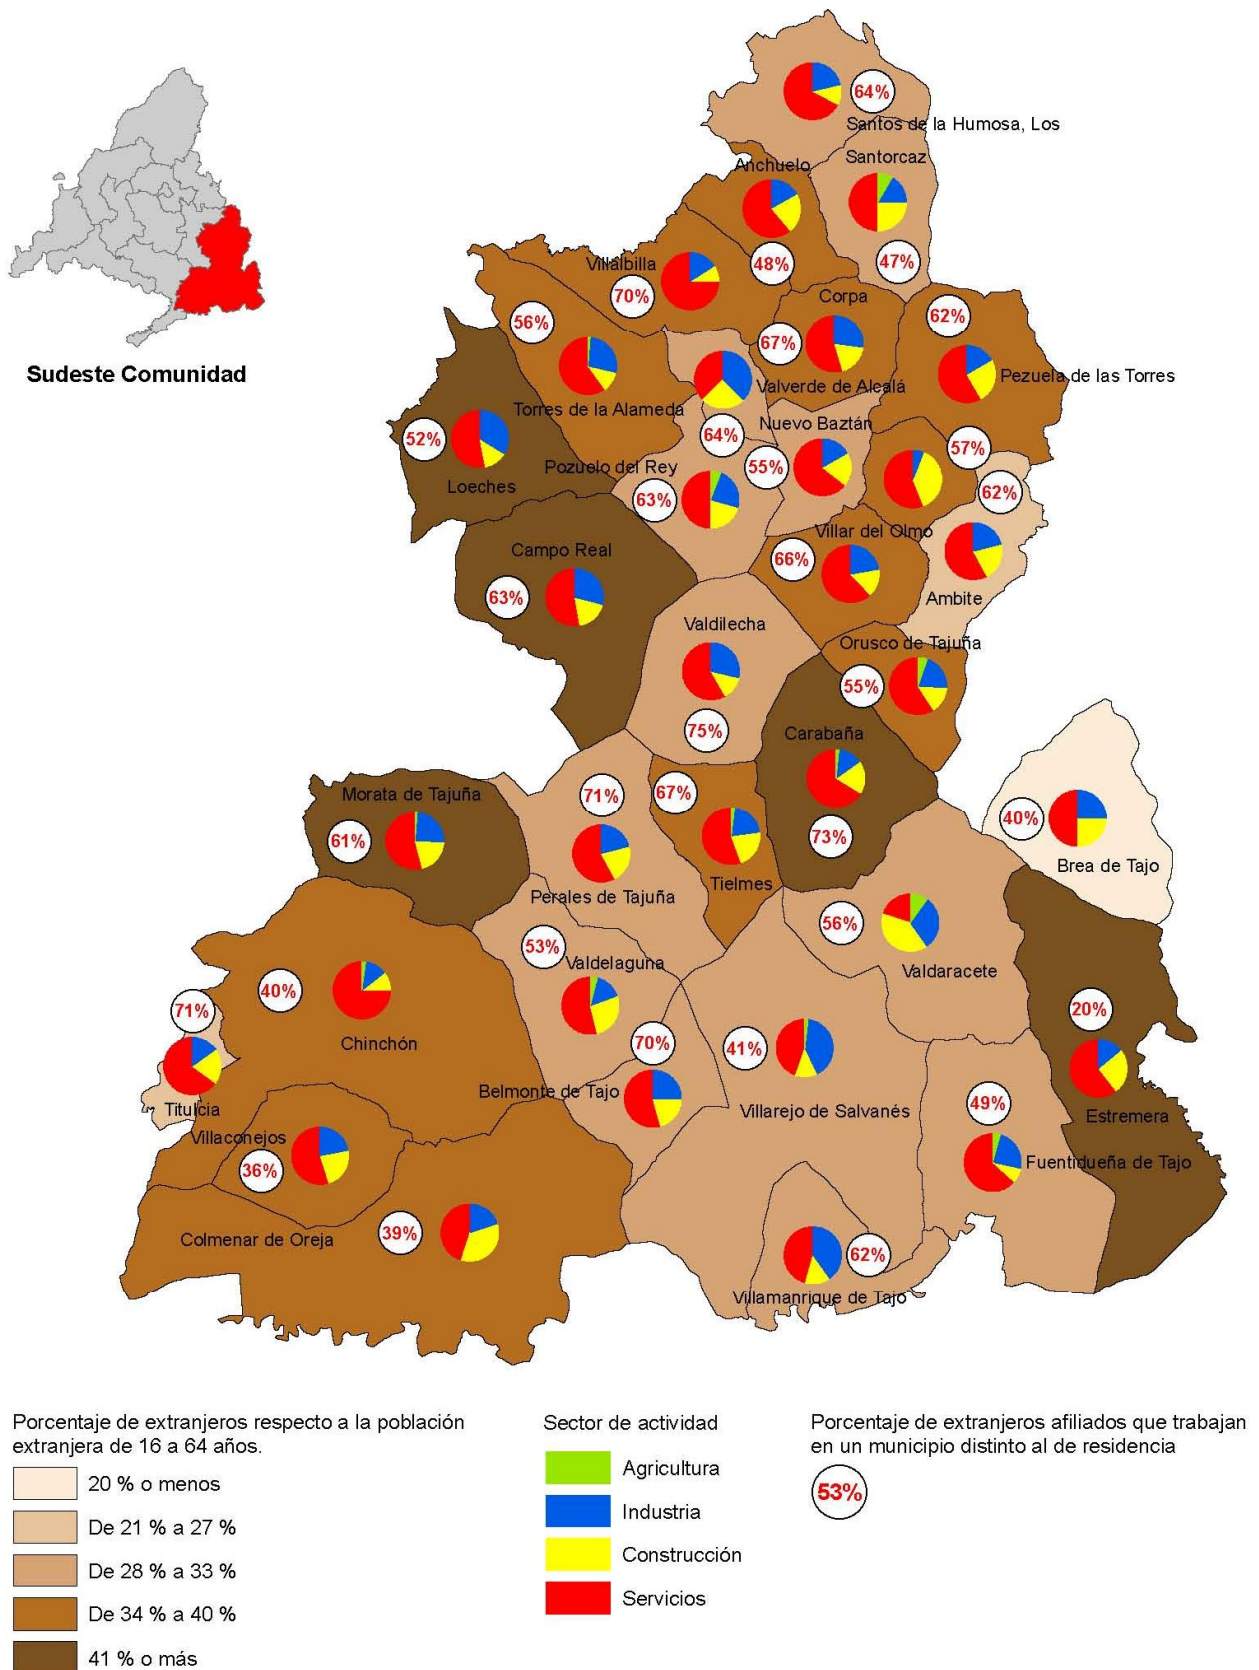 64%
Santos de la Humosa, Los
Anchuelo
Santorcaz
Villalbilla
48%
47%
70%
Corpa
62%
56%
67%
Pezuela de las Torres
Valverde de Alcalá
Torres de la Alameda
Nuevo Baztán
52%
64%
57%
Pozuelo del Rey
55%
Loeches
63%
62%
Villar del Olmo
Campo Real
66%
63%
Ambite
Valdilecha
Orusco de Tajuña
55%
75%
Carabaña
Morata de Tajuña
71%
67%
61%
73%
40%
Brea de Tajo
Tielmes
Perales de Tajuña
56%
53%
Valdelaguna
Valdaracete
40%
71%
20%
Chinchón
70%
41%
Belmonte de Tajo
49%
Titulcia
Villarejo de Salvanés
Estremera
Villaconejos
36%
Fuentidueña de Tajo
Colmenar de Oreja
39%
62%
Villamanrique de Tajo
Sudeste Comunidad
Porcentaje de extranjeros respecto a la población
extranjera de 16 a 64 años.
20 % o menos
De 21 % a 27 %
De 28 % a 33 %
De 34 % a 40 %
41 % o más
Sector de actividad
Agricultura
Industria
Construcción
Servicios
Porcentaje de extranjeros afiliados que trabajan
en un municipio distinto al de residencia
53%